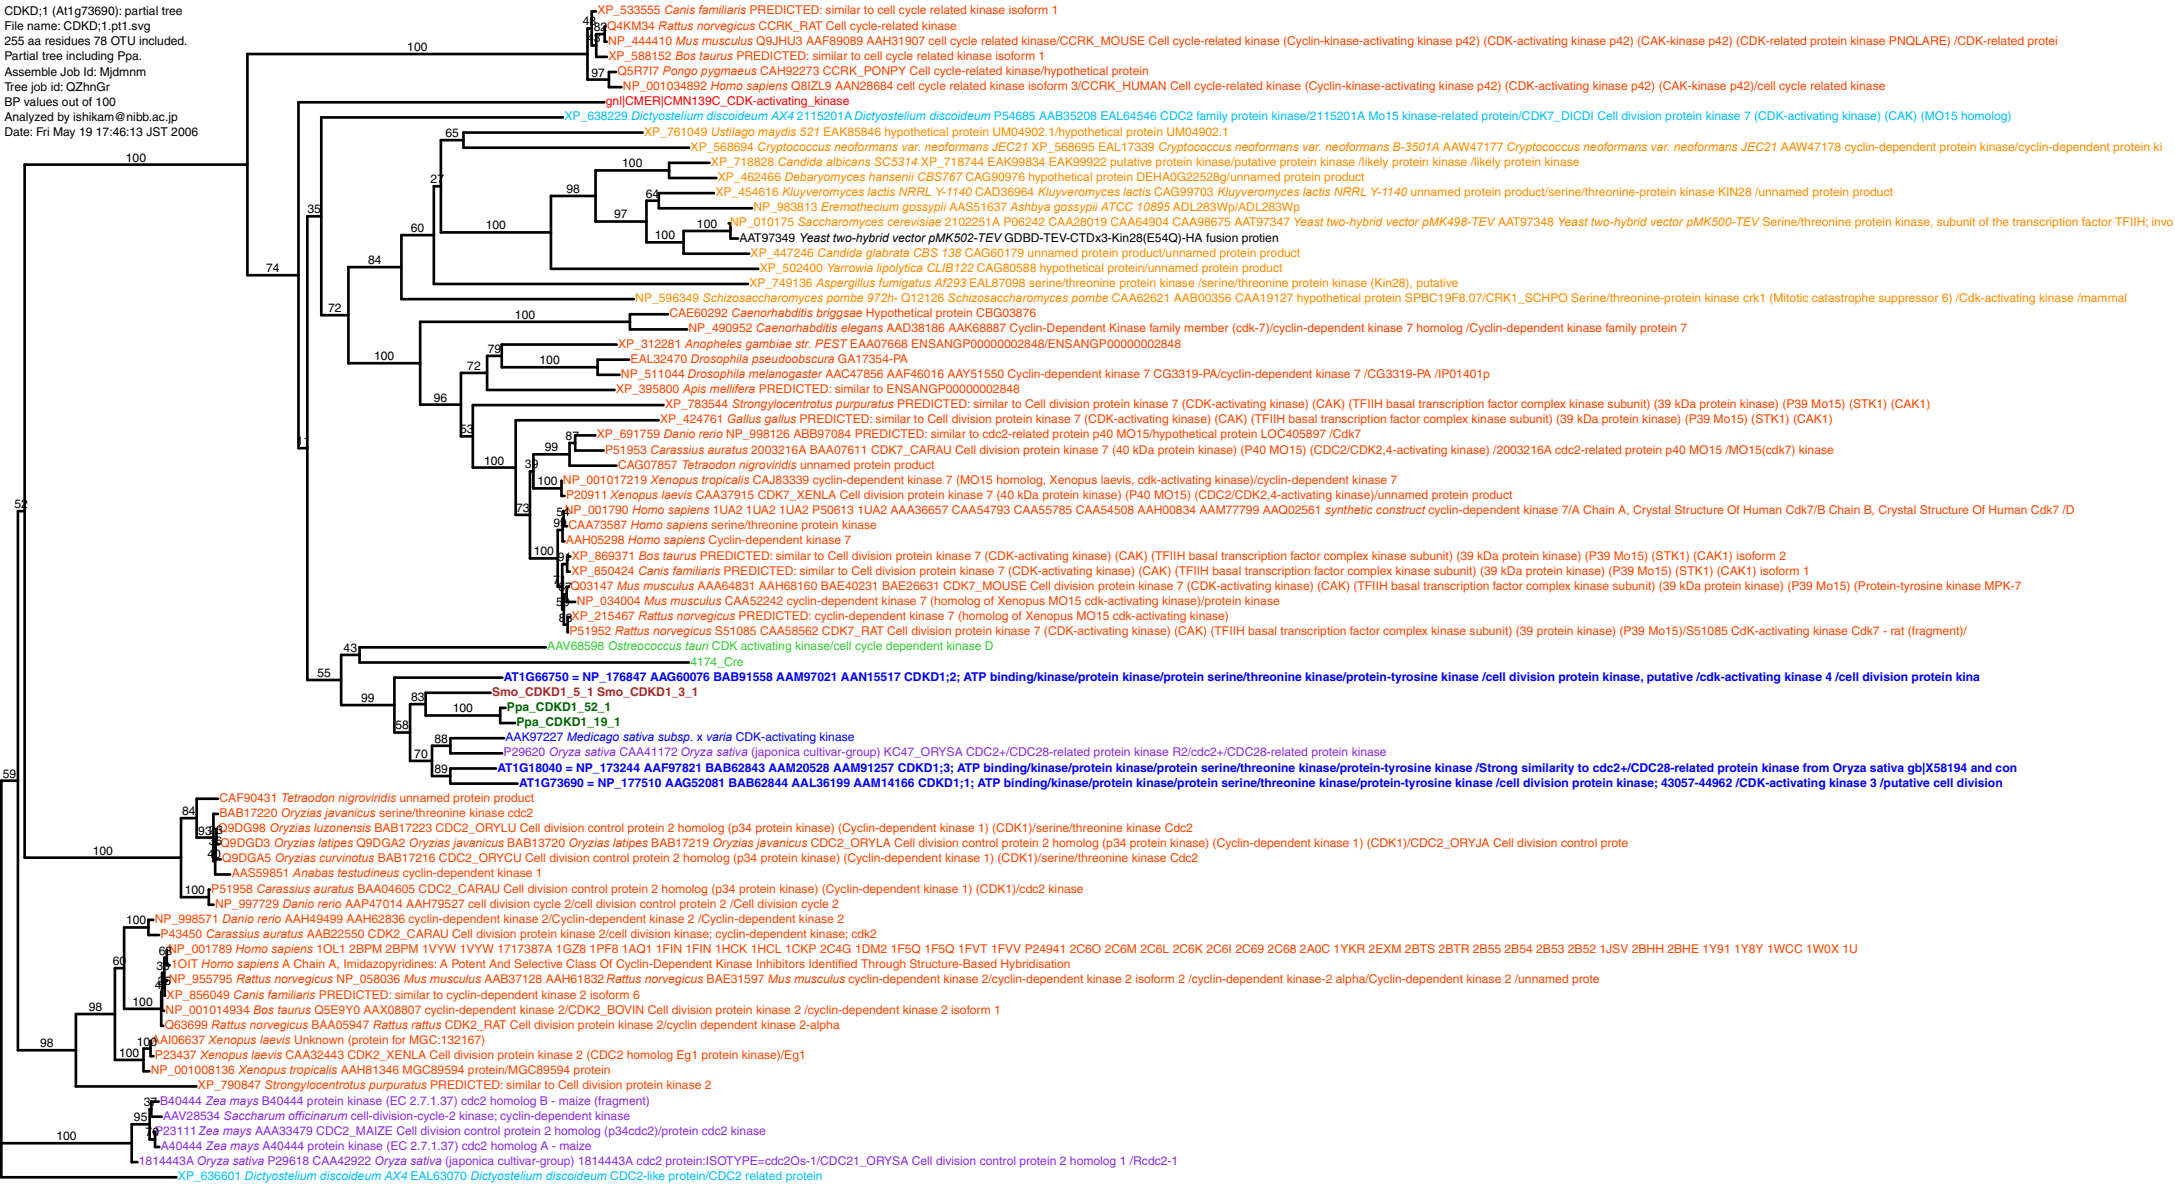 CDKD;1 (At1g73690): partial tree
File name: CDKD;1.pt1.svg
255 aa residues 78 OTU included.
Partial tree including Ppa.
Assemble Job Id: Mjdmnm
Tree job id: QZhnGr
BP values out of 100
Analyzed by ishikam@nibb.ac.jp
Date: Fri May 19 17:46:13 JST 2006
XP_533555 Canis familiaris PREDICTED: similar to cell cycle related kinase isoform 1
Q4KM34 Rattus norvegicus CCRK_RAT Cell cycle-related kinase
100 NP_444410 Mus musculus Q9JHU3 AAF89089 AAH31907 cell cycle related kinase/CCRK_MOUSE Cell cycle-related kinase (Cyclin-kinase-activating kinase p42) (CDK-activating kinase p42) (CAK-kinase p42) (CDK-related protein kinase PNQLARE) /CDK-related protei
XP_588152 Bos taurus PREDICTED: similar to cell cycle related kinase isoform 1
97 Q5R7I7 Pongo pygmaeus CAH92273 CCRK_PONPY Cell cycle-related kinase/hypothetical protein
NP_001034892 Homo sapiens Q8IZL9 AAN28684 cell cycle related kinase isoform 3/CCRK_HUMAN Cell cycle-related kinase (Cyclin-kinase-activating kinase p42) (CDK-activating kinase p42) (CAK-kinase p42)/cell cycle related kinase
gnl|CMER|CMN139C_CDK-activating_kinase
XP_638229 Dictyostelium discoideum AX4 2115201A Dictyostelium discoideum P54685 AAB35208 EAL64546 CDC2 family protein kinase/2115201A Mo15 kinase-related protein/CDK7_DICDI Cell division protein kinase 7 (CDK-activating kinase) (CAK) (MO15 homolog)
65 XP_761049 Ustilago maydis 521 EAK85846 hypothetical protein UM04902.1/hypothetical protein UM04902.1
XP_568694 Cryptococcus neoformans var. neoformans JEC21 XP_568695 EAL17339 Cryptococcus neoformans var. neoformans B-3501A AAW47177 Cryptococcus neoformans var. neoformans JEC21 AAW47178 cyclin-dependent protein kinase/cyclin-dependent protein ki
100 100 XP_718828 Candida albicans SC5314 XP_718744 EAK99834 EAK99922 putative protein kinase/putative protein kinase /likely protein kinase /likely protein kinase
27 XP_462466 Debaryomyces hansenii CBS767 CAG90976 hypothetical protein DEHA0G22528g/unnamed protein product
98 64 XP_454616 Kluyveromyces lactis NRRL Y-1140 CAD36964 Kluyveromyces lactis CAG99703 Kluyveromyces lactis NRRL Y-1140 unnamed protein product/serine/threonine-protein kinase KIN28 /unnamed protein product
35 97 NP_983813 Eremothecium gossypii AAS51637 Ashbya gossypii ATCC 10895 ADL283Wp/ADL283Wp
60 100 100 NP_010175 Saccharomyces cerevisiae 2102251A P06242 CAA28019 CAA64904 CAA98675 AAT97347 Yeast two-hybrid vector pMK498-TEV AAT97348 Yeast two-hybrid vector pMK500-TEV Serine/threonine protein kinase, subunit of the transcription factor TFIIH; invo
100 AAT97349 Yeast two-hybrid vector pMK502-TEV GDBD-TEV-CTDx3-Kin28(E54Q)-HA fusion protien
XP_447246 Candida glabrata CBS 138 CAG60179 unnamed protein product/unnamed protein product
74 84 XP_502400 Yarrowia lipolytica CLIB122 CAG80588 hypothetical protein/unnamed protein product
XP_749136 Aspergillus fumigatus Af293 EAL87098 serine/threonine protein kinase /serine/threonine protein kinase (Kin28), putative
NP_596349 Schizosaccharomyces pombe 972h- Q12126 Schizosaccharomyces pombe CAA62621 AAB00356 CAA19127 hypothetical protein SPBC19F8.07/CRK1_SCHPO Serine/threonine-protein kinase crk1 (Mitotic catastrophe suppressor 6) /Cdk-activating kinase /mammal
72 100 CAE60292 Caenorhabditis briggsae Hypothetical protein CBG03876
NP_490952 Caenorhabditis elegans AAD38186 AAK68887 Cyclin-Dependent Kinase family member (cdk-7)/cyclin-dependent kinase 7 homolog /Cyclin-dependent kinase family protein 7
79 XP_312281 Anopheles gambiae str. PEST EAA07668 ENSANGP00000002848/ENSANGP00000002848
100 100 EAL32470 Drosophila pseudoobscura GA17354-PA
72 NP_511044 Drosophila melanogaster AAC47856 AAF46016 AAY51550 Cyclin-dependent kinase 7 CG3319-PA/cyclin-dependent kinase 7 /CG3319-PA /IP01401p
XP_395800 Apis mellifera PREDICTED: similar to ENSANGP00000002848
96 XP_783544 Strongylocentrotus purpuratus PREDICTED: similar to Cell division protein kinase 7 (CDK-activating kinase) (CAK) (TFIIH basal transcription factor complex kinase subunit) (39 kDa protein kinase) (P39 Mo15) (STK1) (CAK1)
XP_424761 Gallus gallus PREDICTED: similar to Cell division protein kinase 7 (CDK-activating kinase) (CAK) (TFIIH basal transcription factor complex kinase subunit) (39 kDa protein kinase) (P39 Mo15) (STK1) (CAK1)
53 87 XP_691759 Danio rerio NP_998126 ABB97084 PREDICTED: similar to cdc2-related protein p40 MO15/hypothetical protein LOC405897 /Cdk7
99 P51953 Carassius auratus 2003216A BAA07611 CDK7_CARAU Cell division protein kinase 7 (40 kDa protein kinase) (P40 MO15) (CDC2/CDK2,4-activating kinase) /2003216A cdc2-related protein p40 MO15 /MO15(cdk7) kinase
100 39 CAG07857 Tetraodon nigroviridis unnamed protein product
100 NP_001017219 Xenopus tropicalis CAJ83339 cyclin-dependent kinase 7 (MO15 homolog, Xenopus laevis, cdk-activating kinase)/cyclin-dependent kinase 7
P20911 Xenopus laevis CAA37915 CDK7_XENLA Cell division protein kinase 7 (40 kDa protein kinase) (P40 MO15) (CDC2/CDK2,4-activating kinase)/unnamed protein product
52 73 NP_001790 Homo sapiens 1UA2 1UA2 1UA2 P50613 1UA2 AAA36657 CAA54793 CAA55785 CAA54508 AAH00834 AAM77799 AAQ02561 synthetic construct cyclin-dependent kinase 7/A Chain A, Crystal Structure Of Human Cdk7/B Chain B, Crystal Structure Of Human Cdk7 /D
CAA73587 Homo sapiens serine/threonine protein kinase
AAH05298 Homo sapiens Cyclin-dependent kinase 7
100 XP_869371 Bos taurus PREDICTED: similar to Cell division protein kinase 7 (CDK-activating kinase) (CAK) (TFIIH basal transcription factor complex kinase subunit) (39 kDa protein kinase) (P39 Mo15) (STK1) (CAK1) isoform 2
XP_850424 Canis familiaris PREDICTED: similar to Cell division protein kinase 7 (CDK-activating kinase) (CAK) (TFIIH basal transcription factor complex kinase subunit) (39 kDa protein kinase) (P39 Mo15) (STK1) (CAK1) isoform 1
Q03147 Mus musculus AAA64831 AAH68160 BAE40231 BAE26631 CDK7_MOUSE Cell division protein kinase 7 (CDK-activating kinase) (CAK) (TFIIH basal transcription factor complex kinase subunit) (39 kDa protein kinase) (P39 Mo15) (Protein-tyrosine kinase MPK-7
NP_034004 Mus musculus CAA52242 cyclin-dependent kinase 7 (homolog of Xenopus MO15 cdk-activating kinase)/protein kinase
XP_215467 Rattus norvegicus PREDICTED: cyclin-dependent kinase 7 (homolog of Xenopus MO15 cdk-activating kinase)
P51952 Rattus norvegicus S51085 CAA58562 CDK7_RAT Cell division protein kinase 7 (CDK-activating kinase) (CAK) (TFIIH basal transcription factor complex kinase subunit) (39 protein kinase) (P39 Mo15)/S51085 CdK-activating kinase Cdk7 - rat (fragment)/
43 AAV68598 Ostreococcus tauri CDK activating kinase/cell cycle dependent kinase D
4174_Cre
55 AT1G66750 = NP_176847 AAG60076 BAB91558 AAM97021 AAN15517 CDKD1;2; ATP binding/kinase/protein kinase/protein serine/threonine kinase/protein-tyrosine kinase /cell division protein kinase, putative /cdk-activating kinase 4 /cell division protein kina
99 83 Smo_CDKD1_5_1 Smo_CDKD1_3_1
100 Ppa_CDKD1_52_1
58 Ppa_CDKD1_19_1
88 AAK97227 Medicago sativa subsp. x varia CDK-activating kinase
70 P29620 Oryza sativa CAA41172 Oryza sativa (japonica cultivar-group) KC47_ORYSA CDC2+/CDC28-related protein kinase R2/cdc2+/CDC28-related protein kinase
59 89 AT1G18040 = NP_173244 AAF97821 BAB62843 AAM20528 AAM91257 CDKD1;3; ATP binding/kinase/protein kinase/protein serine/threonine kinase/protein-tyrosine kinase /Strong similarity to cdc2+/CDC28-related protein kinase from Oryza sativa gb|X58194 and con
AT1G73690 = NP_177510 AAG52081 BAB62844 AAL36199 AAM14166 CDKD1;1; ATP binding/kinase/protein kinase/protein serine/threonine kinase/protein-tyrosine kinase /cell division protein kinase; 43057-44962 /CDK-activating kinase 3 /putative cell division
CAF90431 Tetraodon nigroviridis unnamed protein product
84 BAB17220 Oryzias javanicus serine/threonine kinase cdc2
93 Q9DG98 Oryzias luzonensis BAB17223 CDC2_ORYLU Cell division control protein 2 homolog (p34 protein kinase) (Cyclin-dependent kinase 1) (CDK1)/serine/threonine kinase Cdc2
Q9DGD3 Oryzias latipes Q9DGA2 Oryzias javanicus BAB13720 Oryzias latipes BAB17219 Oryzias javanicus CDC2_ORYLA Cell division control protein 2 homolog (p34 protein kinase) (Cyclin-dependent kinase 1) (CDK1)/CDC2_ORYJA Cell division control prote
100 Q9DGA5 Oryzias curvinotus BAB17216 CDC2_ORYCU Cell division control protein 2 homolog (p34 protein kinase) (Cyclin-dependent kinase 1) (CDK1)/serine/threonine kinase Cdc2
AAS59851 Anabas testudineus cyclin-dependent kinase 1
100 P51958 Carassius auratus BAA04605 CDC2_CARAU Cell division control protein 2 homolog (p34 protein kinase) (Cyclin-dependent kinase 1) (CDK1)/cdc2 kinase
NP_997729 Danio rerio AAP47014 AAH79527 cell division cycle 2/cell division control protein 2 /Cell division cycle 2
100 NP_998571 Danio rerio AAH49499 AAH62836 cyclin-dependent kinase 2/Cyclin-dependent kinase 2 /Cyclin-dependent kinase 2
P43450 Carassius auratus AAB22550 CDK2_CARAU Cell division protein kinase 2/cell division kinase; cyclin-dependent kinase; cdk2
NP_001789 Homo sapiens 1OL1 2BPM 2BPM 1VYW 1VYW 1717387A 1GZ8 1PF8 1AQ1 1FIN 1FIN 1HCK 1HCL 1CKP 2C4G 1DM2 1F5Q 1F5Q 1FVT 1FVV P24941 2C6O 2C6M 2C6L 2C6K 2C6I 2C69 2C68 2A0C 1YKR 2EXM 2BTS 2BTR 2B55 2B54 2B53 2B52 1JSV 2BHH 2BHE 1Y91 1Y8Y 1WCC 1W0X 1U
60 1OIT Homo sapiens A Chain A, Imidazopyridines: A Potent And Selective Class Of Cyclin-Dependent Kinase Inhibitors Identified Through Structure-Based Hybridisation
NP_955795 Rattus norvegicus NP_058036 Mus musculus AAB37128 AAH61832 Rattus norvegicus BAE31597 Mus musculus cyclin-dependent kinase 2/cyclin-dependent kinase 2 isoform 2 /cyclin-dependent kinase-2 alpha/Cyclin-dependent kinase 2 /unnamed prote
100 XP_856049 Canis familiaris PREDICTED: similar to cyclin-dependent kinase 2 isoform 6
98 NP_001014934 Bos taurus Q5E9Y0 AAX08807 cyclin-dependent kinase 2/CDK2_BOVIN Cell division protein kinase 2 /cyclin-dependent kinase 2 isoform 1
Q63699 Rattus norvegicus BAA05947 Rattus rattus CDK2_RAT Cell division protein kinase 2/cyclin dependent kinase 2-alpha
98 100 AAI06637 Xenopus laevis Unknown (protein for MGC:132167)
100 P23437 Xenopus laevis CAA32443 CDK2_XENLA Cell division protein kinase 2 (CDC2 homolog Eg1 protein kinase)/Eg1
NP_001008136 Xenopus tropicalis AAH81346 MGC89594 protein/MGC89594 protein
XP_790847 Strongylocentrotus purpuratus PREDICTED: similar to Cell division protein kinase 2
37 B40444 Zea mays B40444 protein kinase (EC 2.7.1.37) cdc2 homolog B - maize (fragment)
95 AAV28534 Saccharum officinarum cell-division-cycle-2 kinase; cyclin-dependent kinase
100 P23111 Zea mays AAA33479 CDC2_MAIZE Cell division control protein 2 homolog (p34cdc2)/protein cdc2 kinase
A40444 Zea mays A40444 protein kinase (EC 2.7.1.37) cdc2 homolog A - maize
1814443A Oryza sativa P29618 CAA42922 Oryza sativa (japonica cultivar-group) 1814443A cdc2 protein:ISOTYPE=cdc2Os-1/CDC21_ORYSA Cell division control protein 2 homolog 1 /Rcdc2-1
XP_636601 Dictyostelium discoideum AX4 EAL63070 Dictyostelium discoideum CDC2-like protein/CDC2 related protein